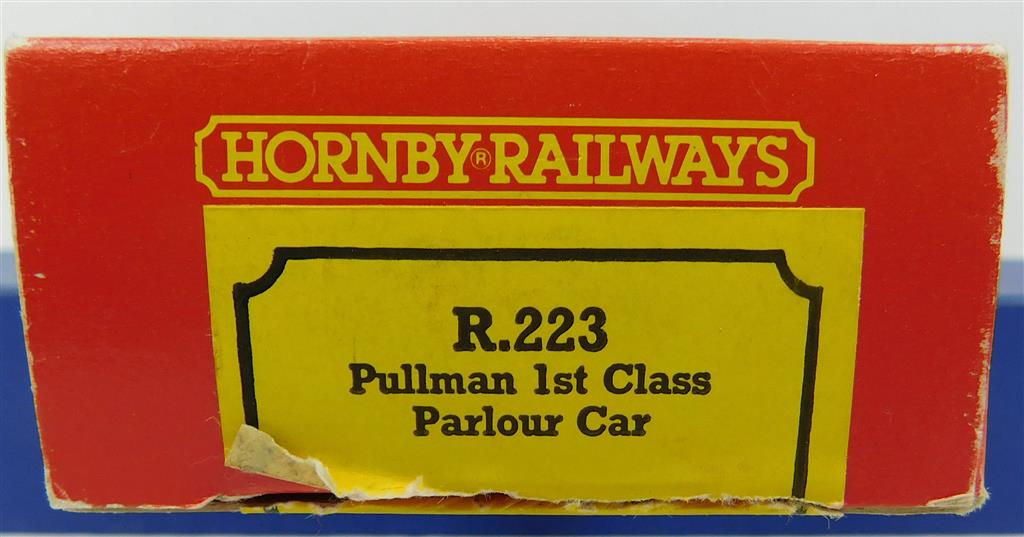 HORNBY® RAILWAYS
R.223
Pullman 1st Class
Parlour Car